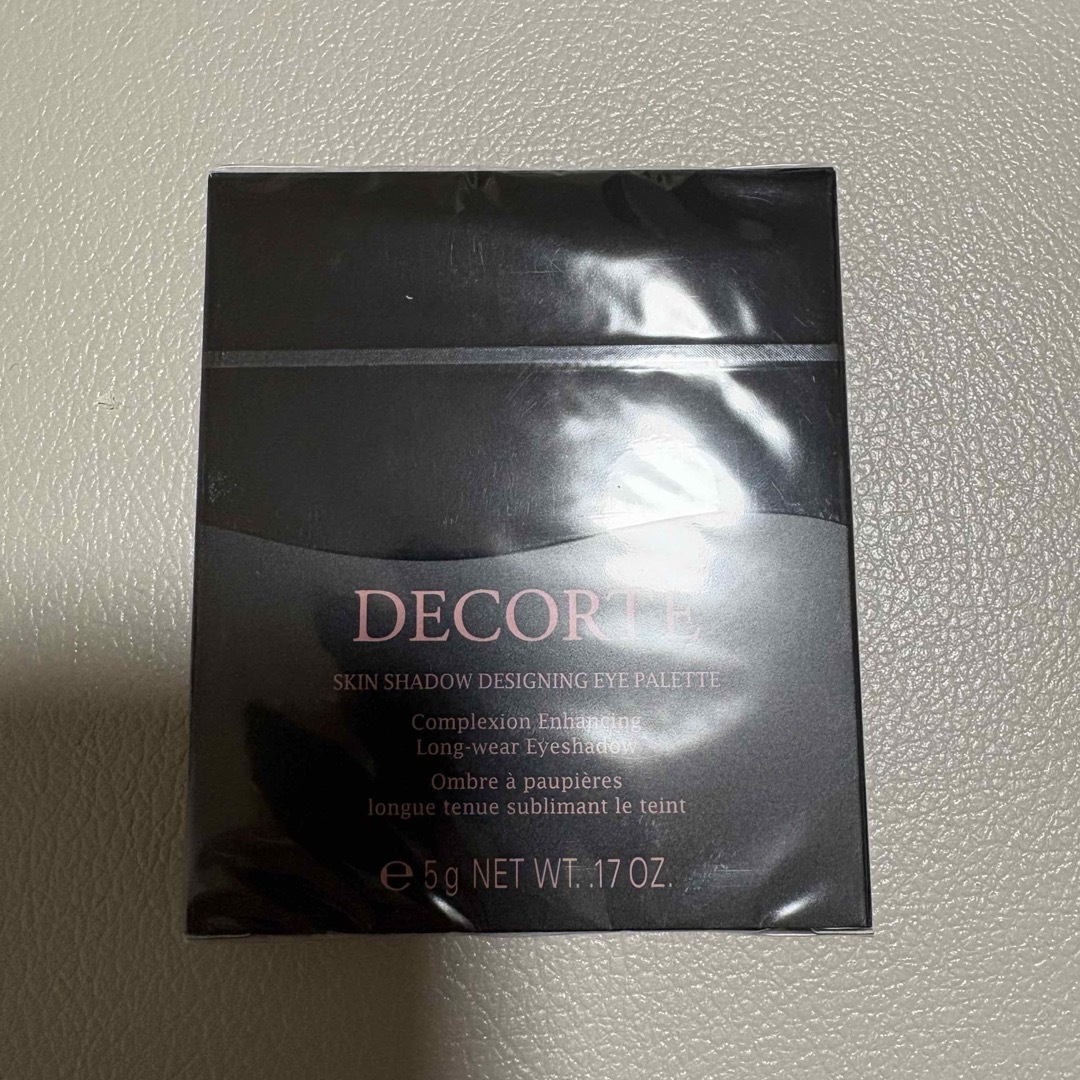 DECORTE
SKIN SHADOW DESIGNING EYE PALETTE
Complexion Enhancing
Long-wear Eyeshadow
Ombre à paupières
longue tenue sublimant le teint
℮ 5g NET WT. .17 OZ.